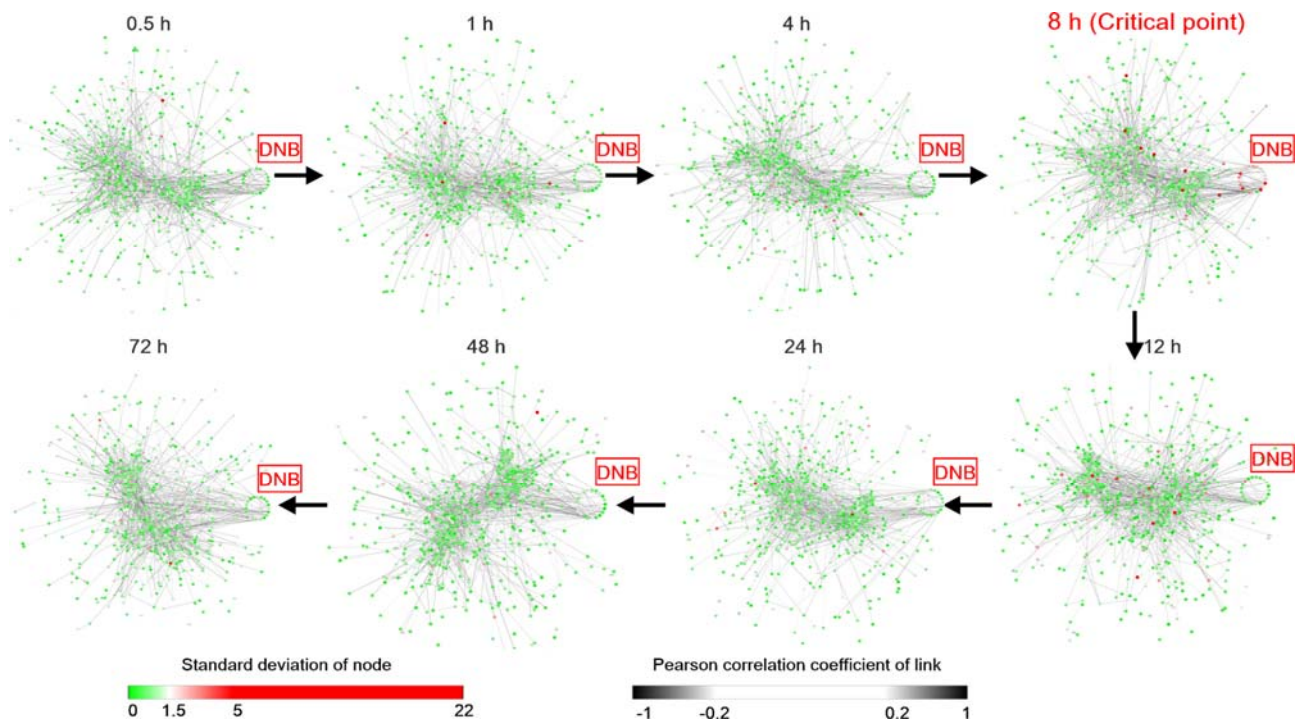 0.5 h
1 h
4 h
8 h (Critical point)
DNB
DNB
DNB
DNB
72 h
48 h
24 h
12 h
DNB
DNB
DNB
DNB
Standard deviation of node
Pearson correlation coefficient of link
0 1.5 5 22
-1 -0.2 0.2 1